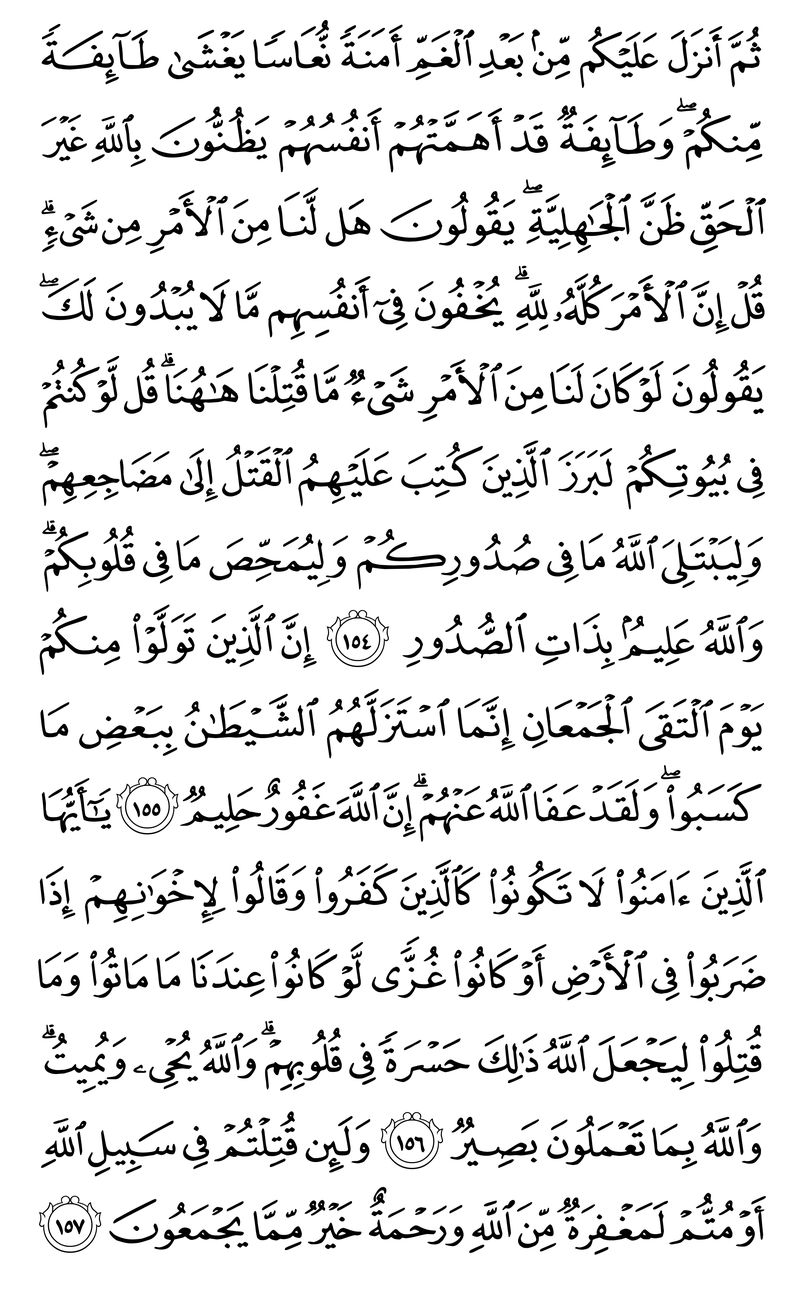 ثُمَّ أَنزَلَ عَلَيۡكُم مِّنۢ بَعۡدِ ٱلۡغَمِّ أَمَنَةٗ نُّعَاسٗا يَغۡشَىٰ طَآئِفَةٗ
مِّنكُمۡۖ وَطَآئِفَةٞ قَدۡ أَهَمَّتۡهُمۡ أَنفُسُهُمۡ يَظُنُّونَ بِٱللَّهِ غَيۡرَ
ٱلۡحَقِّ ظَنَّ ٱلۡجَٰهِلِيَّةِۖ يَقُولُونَ هَل لَّنَا مِنَ ٱلۡأَمۡرِ مِن شَيۡءٖۗ
قُلۡ إِنَّ ٱلۡأَمۡرَ كُلَّهُۥ لِلَّهِۗ يُخۡفُونَ فِيٓ أَنفُسِهِم مَّا لَا يُبۡدُونَ لَكَۖ
يَقُولُونَ لَوۡ كَانَ لَنَا مِنَ ٱلۡأَمۡرِ شَيۡءٞ مَّا قُتِلۡنَا هَٰهُنَاۗ قُل لَّوۡ كُنتُمۡ
فِي بُيُوتِكُمۡ لَبَرَزَ ٱلَّذِينَ كُتِبَ عَلَيۡهِمُ ٱلۡقَتۡلُ إِلَىٰ مَضَاجِعِهِمۡۖ
وَلِيَبۡتَلِيَ ٱللَّهُ مَا فِي صُدُورِكُمۡ وَلِيُمَحِّصَ مَا فِي قُلُوبِكُمۡۚ
وَٱللَّهُ عَلِيمُۢ بِذَاتِ ٱلصُّدُورِ ١٥٤ إِنَّ ٱلَّذِينَ تَوَلَّوۡاْ مِنكُمۡ
يَوۡمَ ٱلۡتَقَى ٱلۡجَمۡعَانِ إِنَّمَا ٱسۡتَزَلَّهُمُ ٱلشَّيۡطَٰنُ بِبَعۡضِ مَا
كَسَبُواْۖ وَلَقَدۡ عَفَا ٱللَّهُ عَنۡهُمۡۗ إِنَّ ٱللَّهَ غَفُورٌ حَلِيمٞ ١٥٥ يَٰٓأَيُّهَا
ٱلَّذِينَ ءَامَنُواْ لَا تَكُونُواْ كَٱلَّذِينَ كَفَرُواْ وَقَالُواْ لِإِخۡوَٰنِهِمۡ إِذَا
ضَرَبُواْ فِي ٱلۡأَرۡضِ أَوۡ كَانُواْ غُزّٗى لَّوۡ كَانُواْ عِندَنَا مَا مَاتُواْ وَمَا
قُتِلُواْ لِيَجۡعَلَ ٱللَّهُ ذَٰلِكَ حَسۡرَةٗ فِي قُلُوبِهِمۡۗ وَٱللَّهُ يُحۡيِۦ وَيُمِيتُۗ
وَٱللَّهُ بِمَا تَعۡمَلُونَ بَصِيرٞ ١٥٦ وَلَئِن قُتِلۡتُمۡ فِي سَبِيلِ ٱللَّهِ
أَوۡ مُتُّمۡ لَمَغۡفِرَةٞ مِّنَ ٱللَّهِ وَرَحۡمَةٌ خَيۡرٞ مِّمَّا يَجۡمَعُونَ ١٥٧